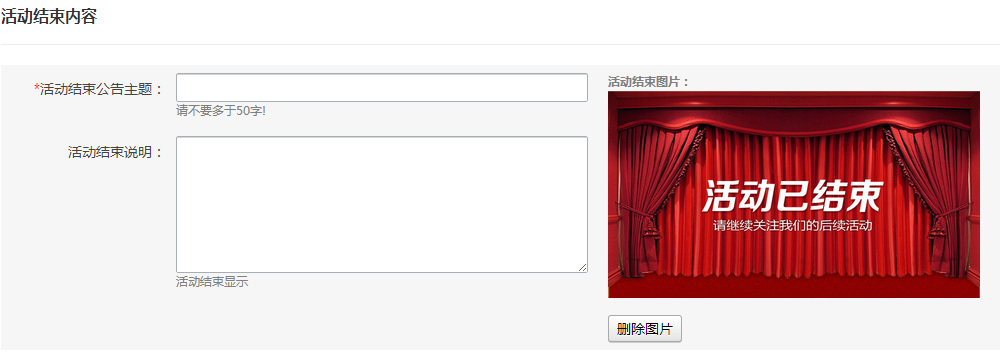 活动结束内容
*活动结束公告主题：
请不要多于50字!
活动结束说明：
活动结束显示
活动结束图片：
活动已结束
请继续关注我们的后续活动
删除图片